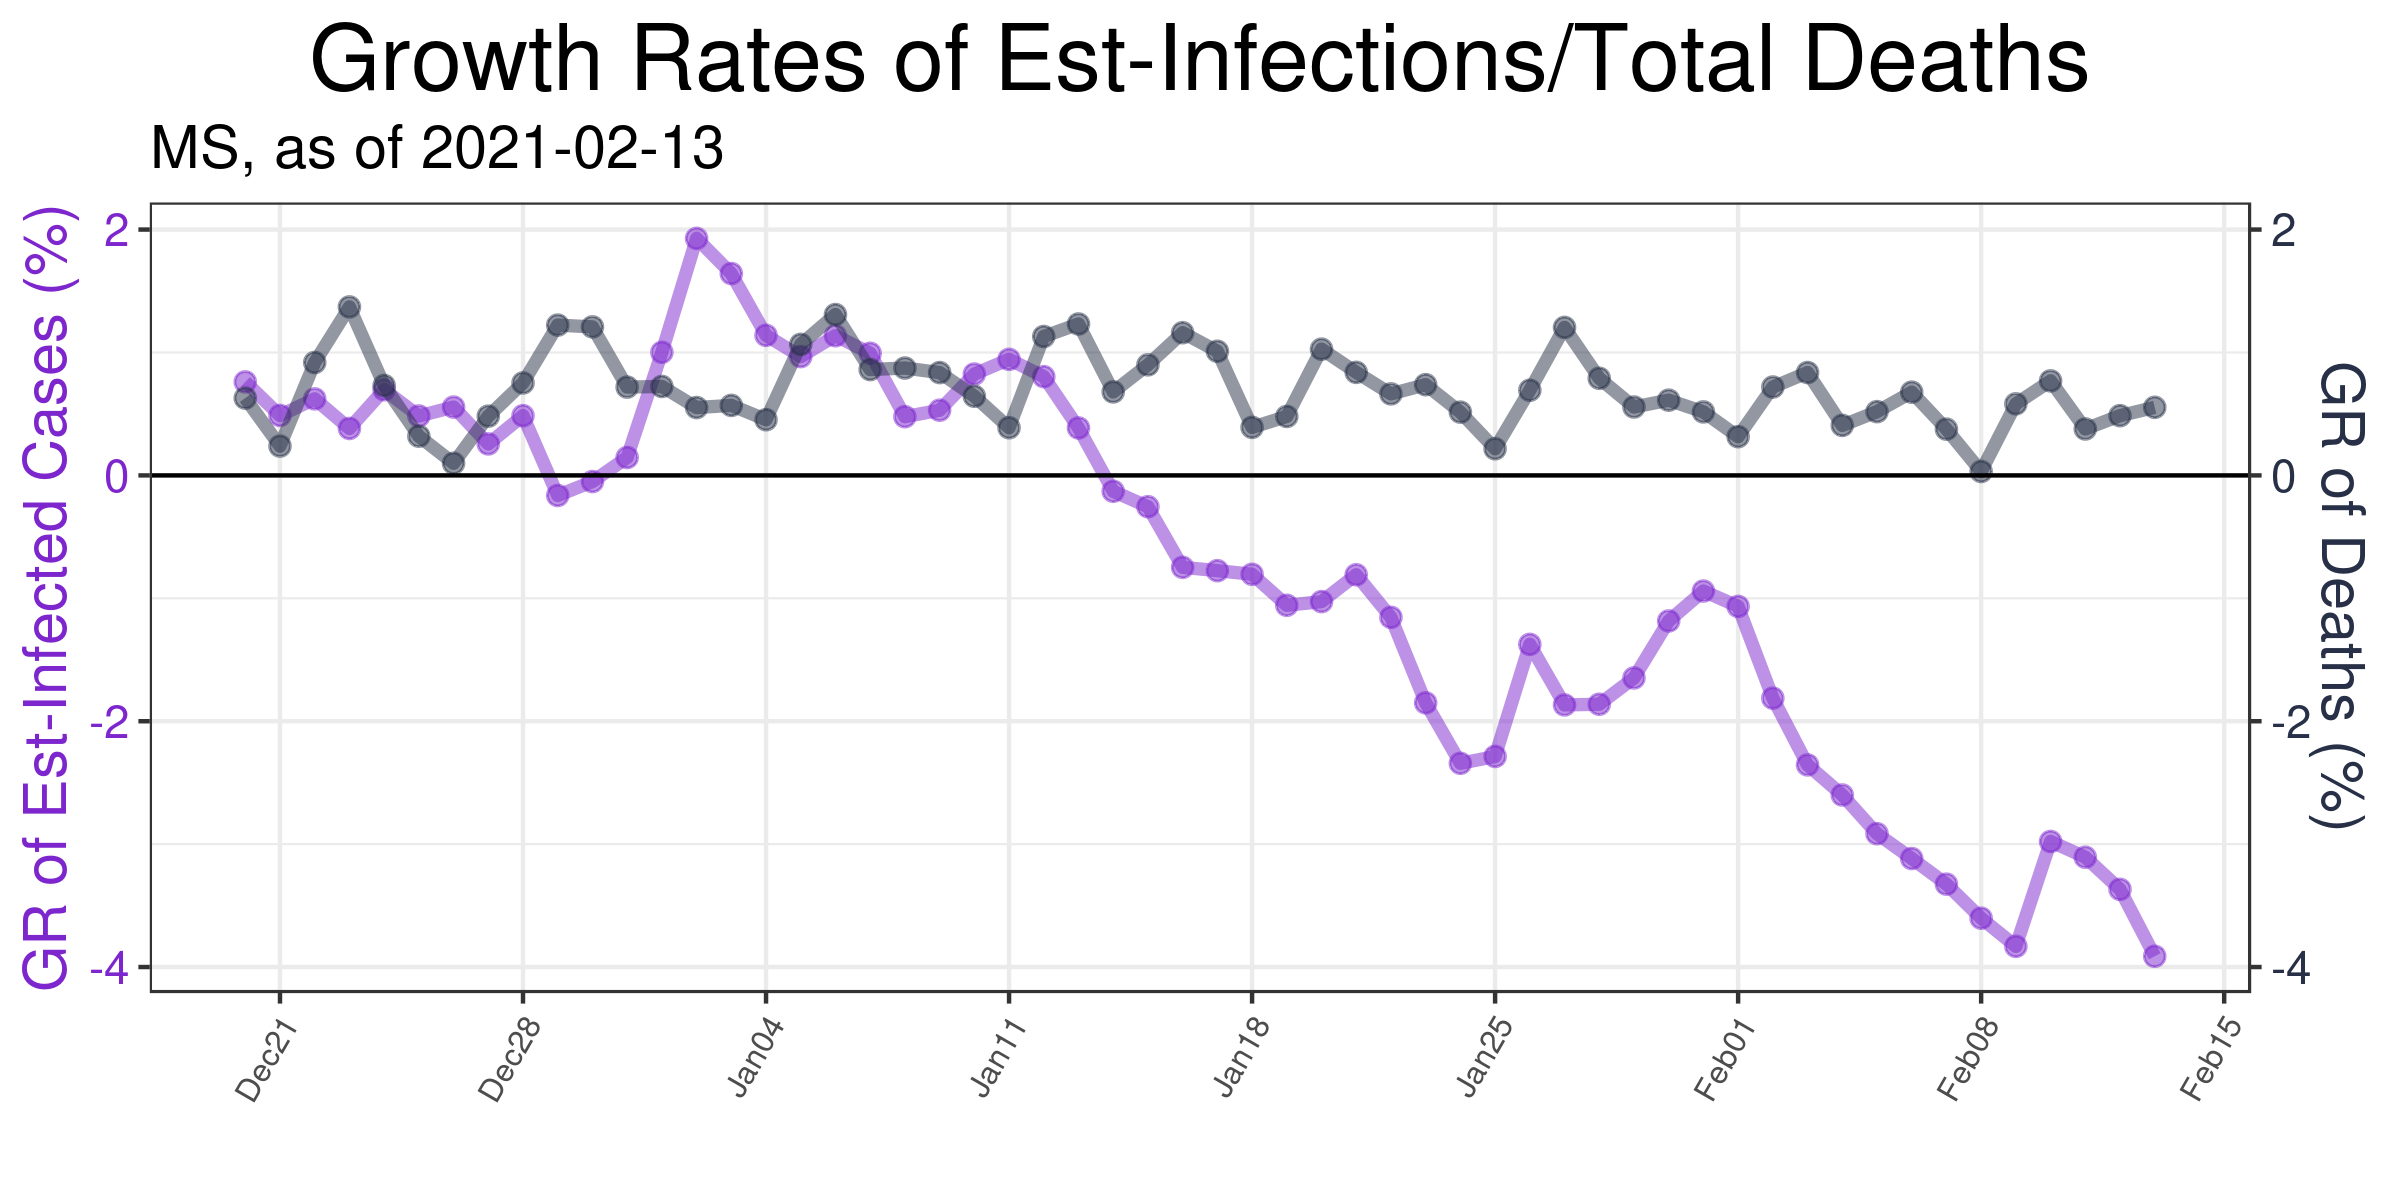 Growth Rates of Est-Infections/Total Deaths
MS, as of 2021-02-13
GR of Est-Infected Cases (%)
2
0
-2
-4
2
0
-2
-4
GR of Deaths (%)
Dec21
Dec28
Jan04
Jan11
Jan18
Jan25
Feb01
Feb08
Feb15